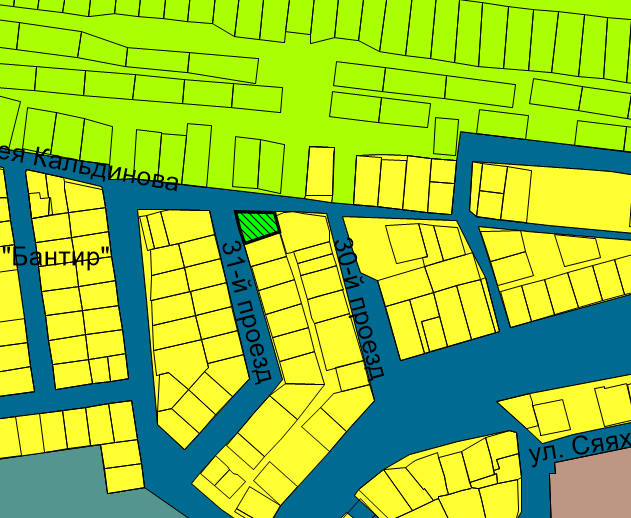 ея Кальдинова
"Бантир"
31-й проезд
30-й проезд
ул. Сяях